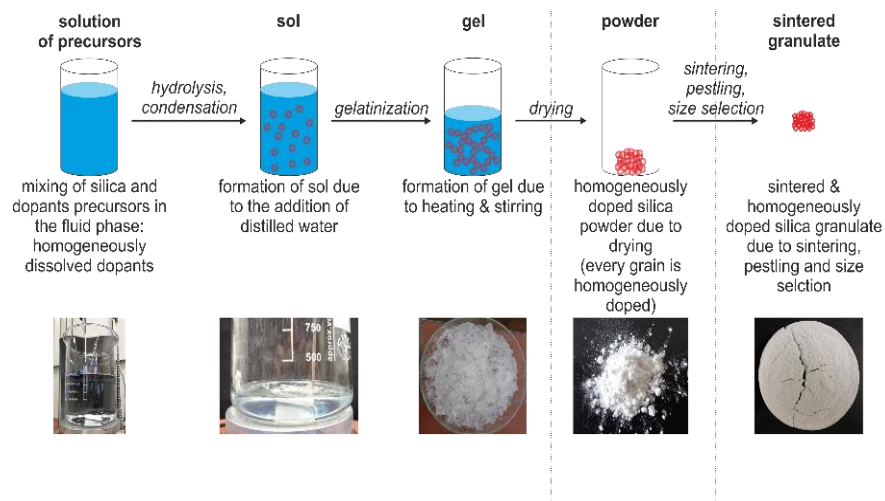 solution
of precursors
sol
gel
powder
sintered
granulate
hydrolysis,
condensation
gelatinization
drying
sintering,
pestling,
size selection
mixing of silica and
dopants precursors in
the fluid phase:
homogeneously
dissolved dopants
formation of sol due
to the addition of
distilled water
formation of gel due
to heating & stirring
homogeneously
doped silica
powder due to
drying
(every grain is
homogeneously
doped)
sintered &
homogeneously
doped silica granulate
due to sintering,
pestling and size
selction
750
500
approx